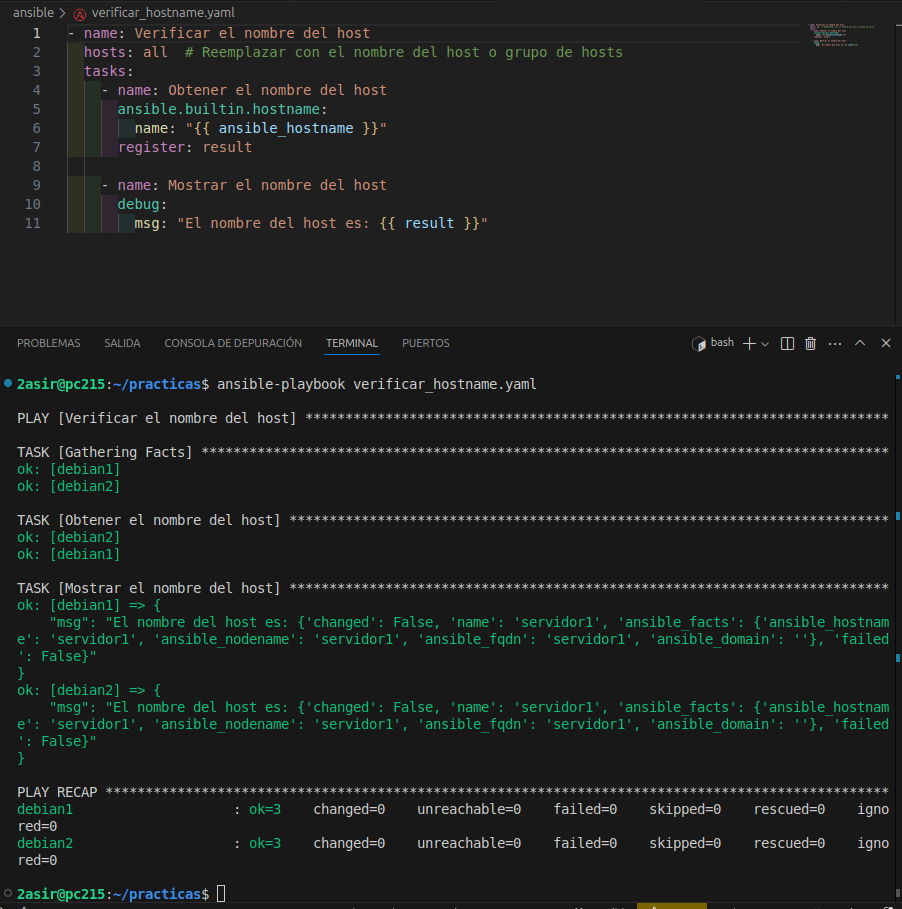 ansible > verificar_hostname.yaml
1 - name: Verificar el nombre del host
2 hosts: all # Reemplazar con el nombre del host o grupo de hosts
3 tasks:
4 - name: Obtener el nombre del host
5 ansible.builtin.hostname:
6 name: "{{ ansible_hostname }}"
7 register: result
8
9 - name: Mostrar el nombre del host
10 debug:
11 msg: "El nombre del host es: {{ result }}"
PROBLEMAS SALIDA CONSOLA DE DEPURACIÓN TERMINAL PUERTOS bash
2asir@pc215:~/practicas$ ansible-playbook verificar_hostname.yaml
PLAY [Verificar el nombre del host] *************************************************************************
TASK [Gathering Facts] **************************************************************************************
ok: [debian1]
ok: [debian2]
TASK [Obtener el nombre del host] ***************************************************************************
ok: [debian2]
ok: [debian1]
TASK [Mostrar el nombre del host] ***************************************************************************
ok: [debian1] => {
"msg": "El nombre del host es: {'changed': False, 'name': 'servidor1', 'ansible_facts': {'ansible_hostnam
e': 'servidor1', 'ansible_nodename': 'servidor1', 'ansible_fqdn': 'servidor1', 'ansible_domain': ''}, 'failed
': False}"
}
ok: [debian2] => {
"msg": "El nombre del host es: {'changed': False, 'name': 'servidor1', 'ansible_facts': {'ansible_hostnam
e': 'servidor1', 'ansible_nodename': 'servidor1', 'ansible_fqdn': 'servidor1', 'ansible_domain': ''}, 'failed
': False}"
}
PLAY RECAP **************************************************************************************************
debian1 : ok=3 changed=0 unreachable=0 failed=0 skipped=0 rescued=0 igno
red=0
debian2 : ok=3 changed=0 unreachable=0 failed=0 skipped=0 rescued=0 igno
red=0
2asir@pc215:~/practicas$